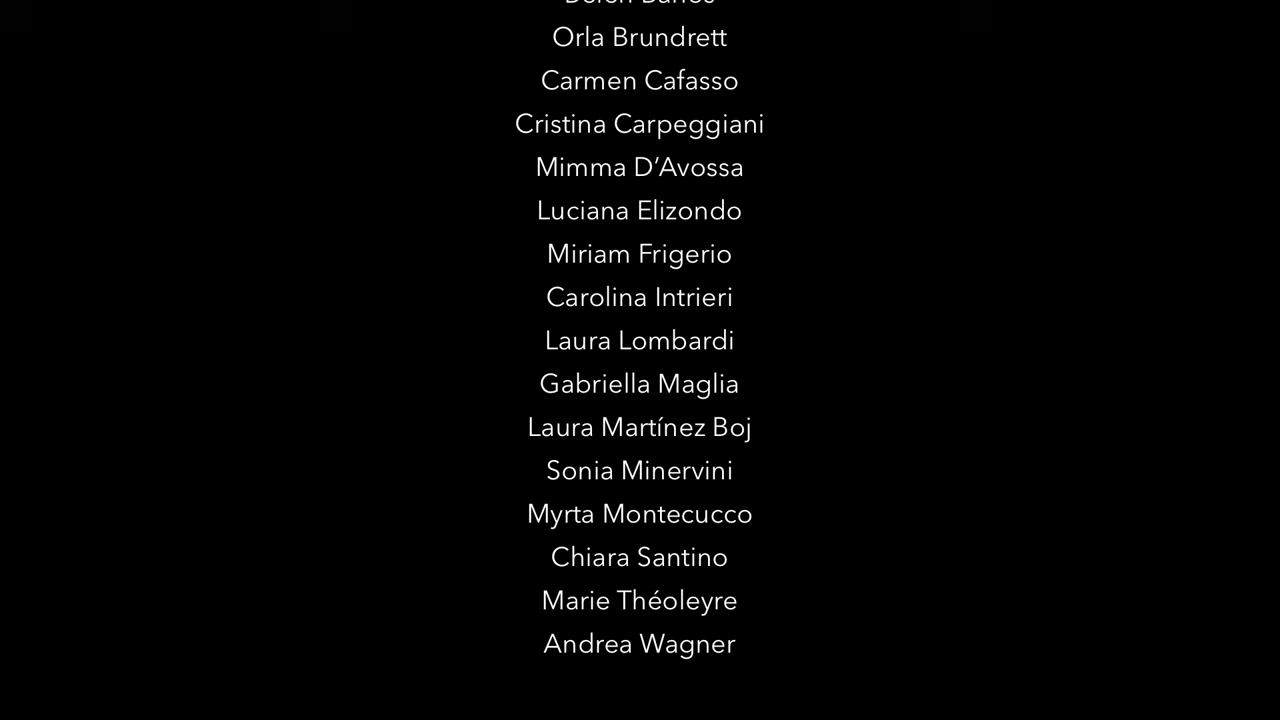 Orla Brundrett
Carmen Cafasso
Cristina Carpeggiani
Mimma D’Avossa
Luciana Elizondo
Miriam Frigerio
Carolina Intrieri
Laura Lombardi
Gabriella Maglia
Laura Martínez Boj
Sonia Minervini
Myrta Montecucco
Chiara Santino
Marie Théoleyre
Andrea Wagner